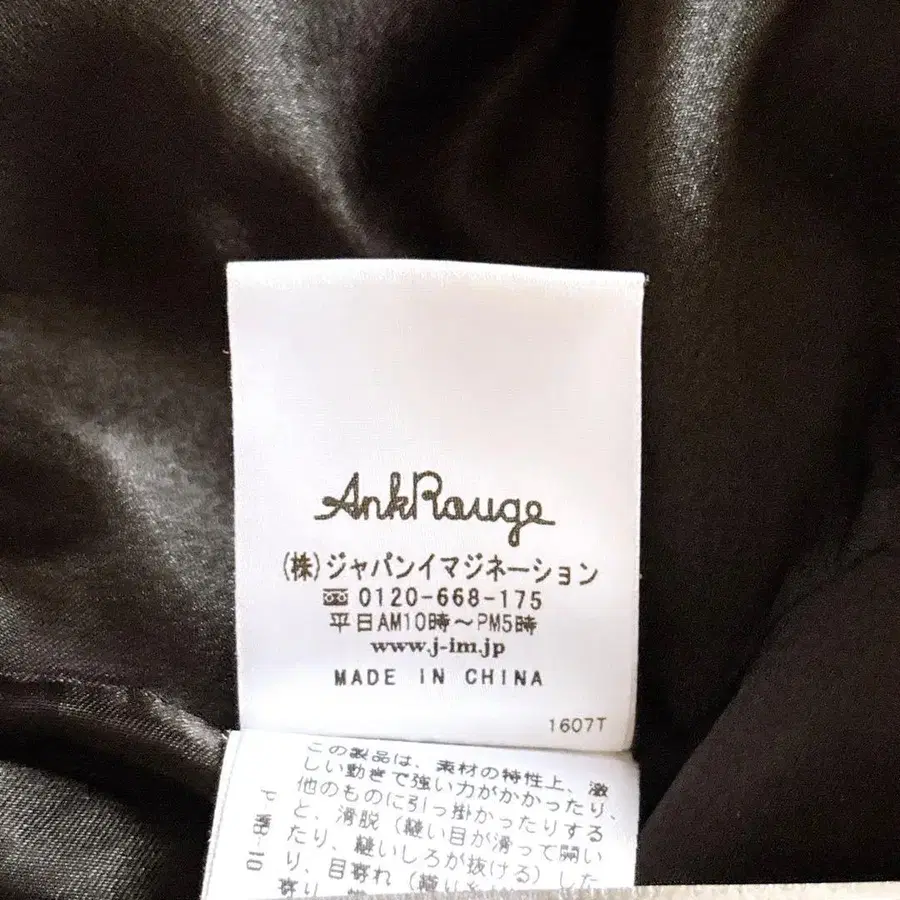 AnkRouge
(株)ジャパンイマジネーション
0120-668-175
平日AM10時～PM5時
www.j-im.jp
MADE IN CHINA
1607T
この製品は、素材の特性上、激
しい動きで強い力がかかったり、
他のものに引っ掛かったりする
と、滑脱(縫い目が滑って開い
たり、縫いしろが抜ける)した
り、目寄れ(織り糸が